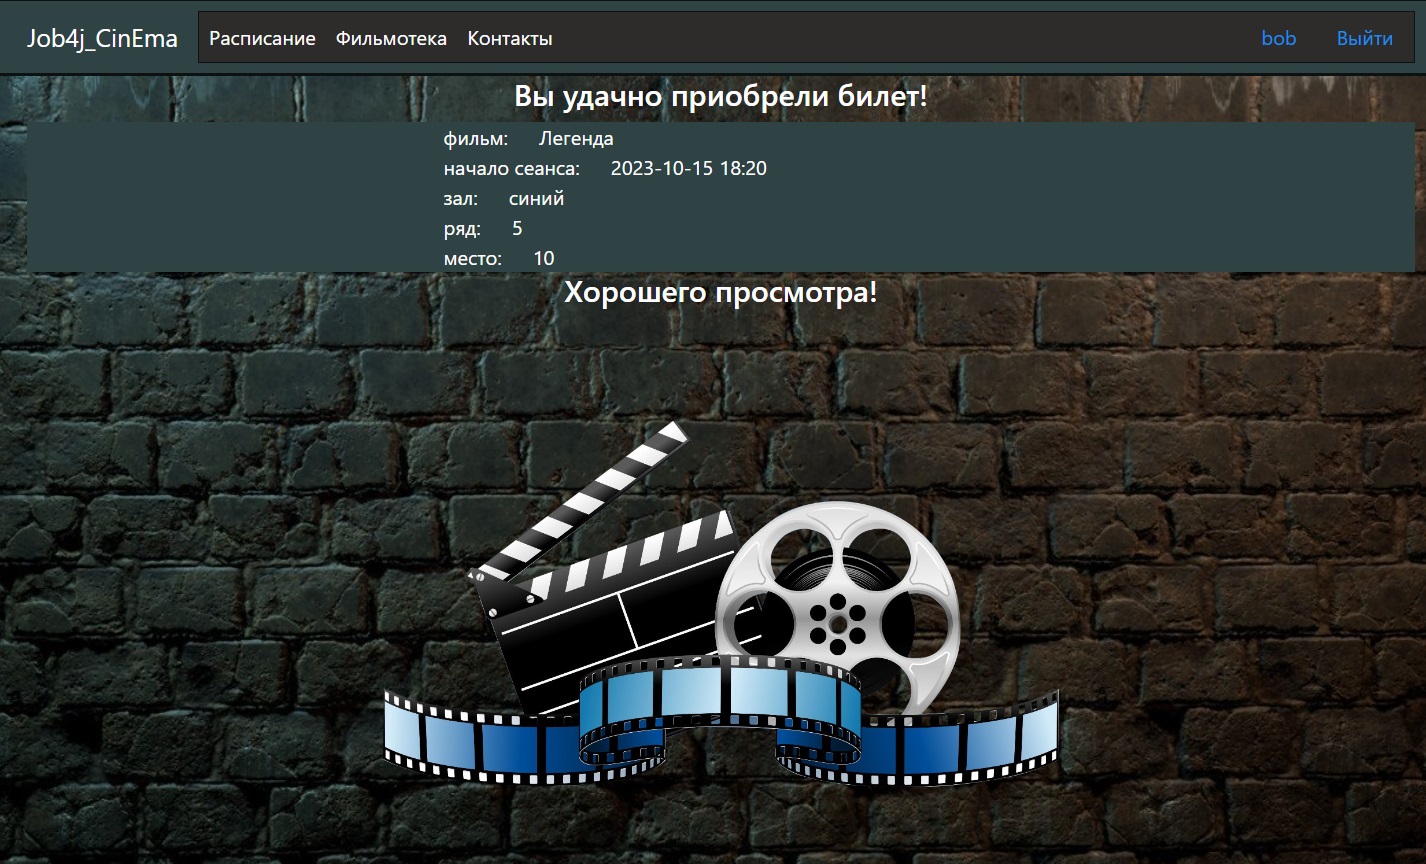 Job4j_CinEma Расписание Фильмотека Контакты bob Выйти
Вы удачно приобрели билет!
фильм: Легенда
начало сеанса: 2023-10-15 18:20
зал: синий
ряд: 5
место: 10
Хорошего просмотра!